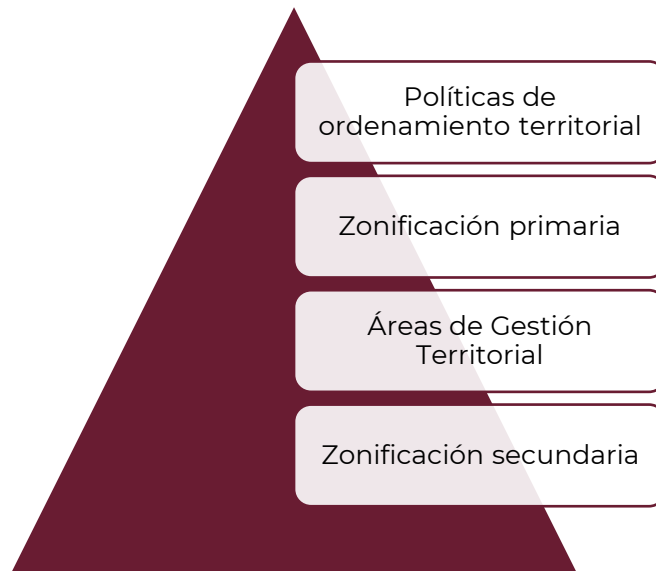 Políticas de
ordenamiento territorial
Zonificación primaria
Áreas de Gestión
Territorial
Zonificación secundaria